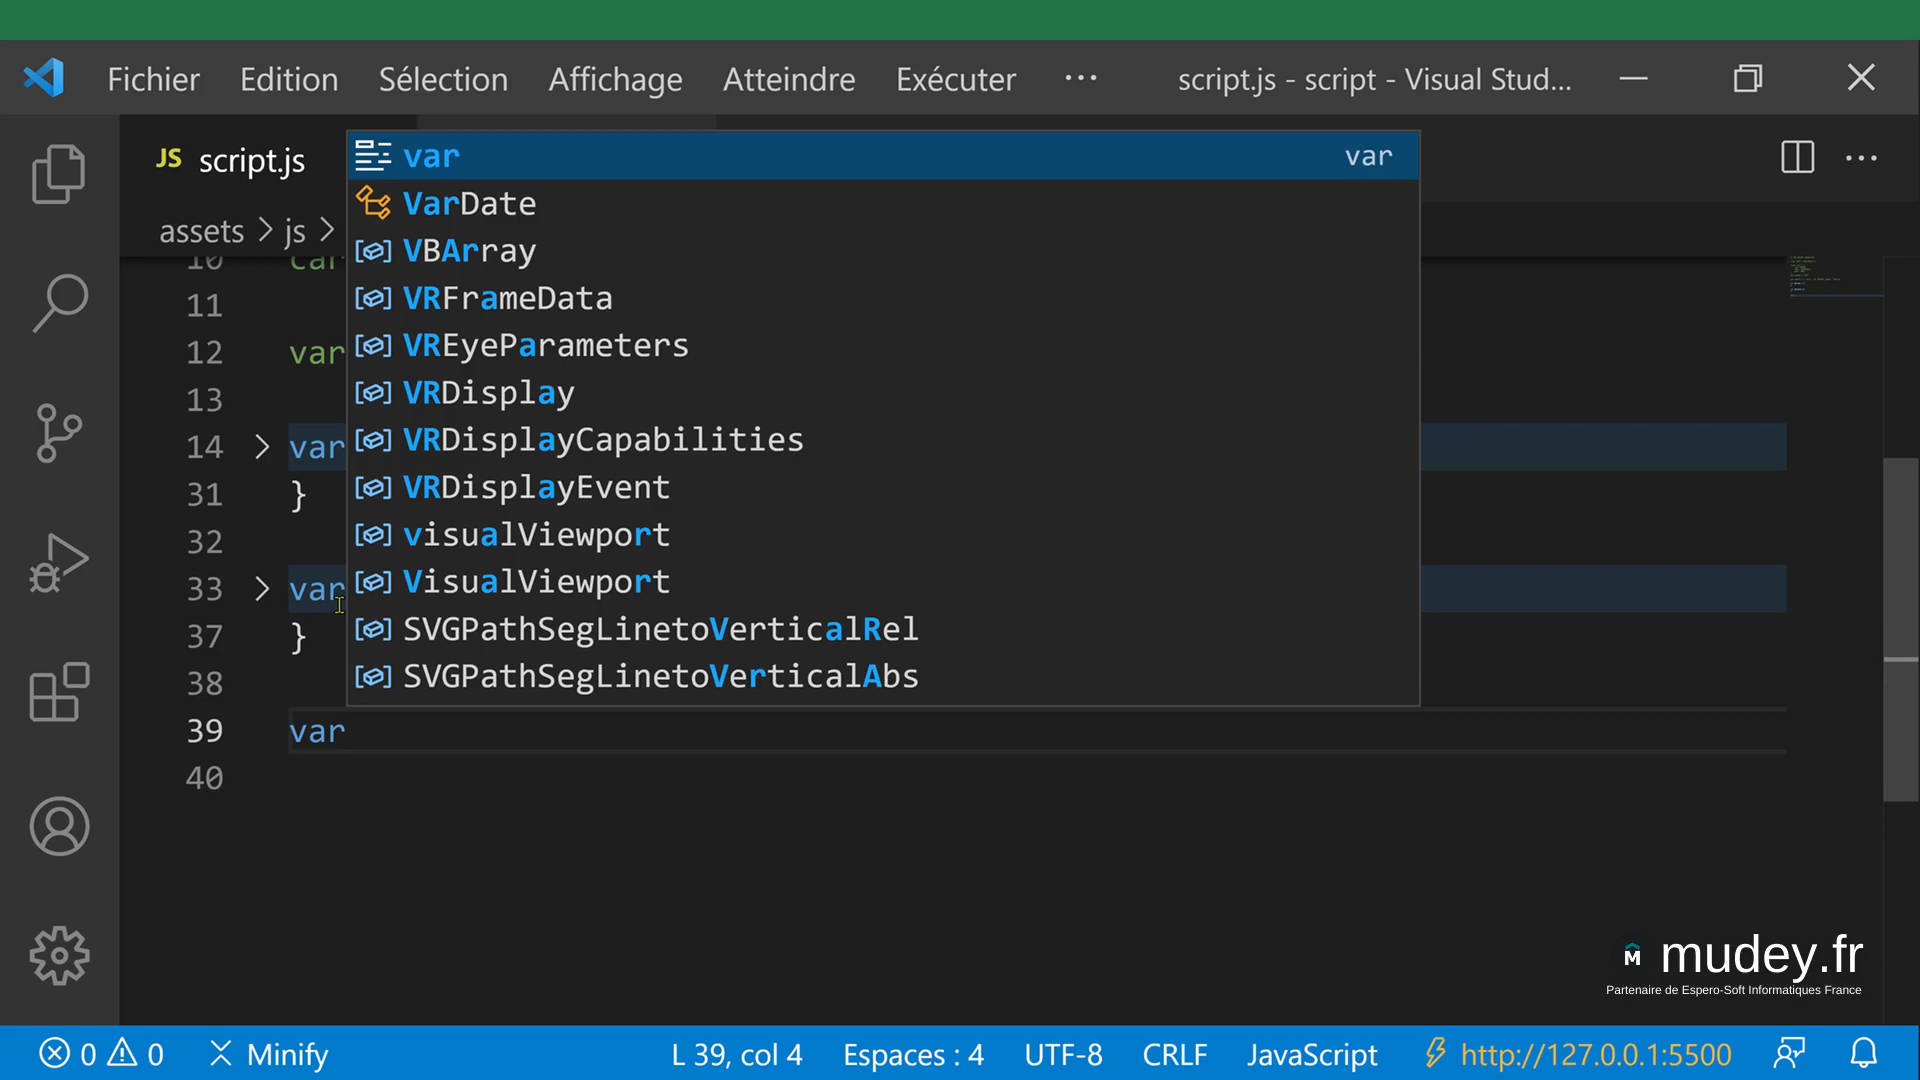 Fichier Edition Sélection Affichage Atteindre Exécuter ··· script.js - script - Visual Stud...
JS script.js
assets > js >
var var
VarDate
VBArray
VRFrameData
VREyeParameters
VRDisplay
VRDisplayCapabilities
VRDisplayEvent
visualViewport
VisualViewport
SVGPathSegLinetoVerticalRel
SVGPathSegLinetoVerticalAbs
10 car
11
12 var
13
14 > var
31 }
32
33 > var
37 }
38
39 var
40
M mudey.fr
Partenaire de Espero-Soft Informatiques France
0 0 Minify L 39, col 4 Espaces : 4 UTF-8 CRLF JavaScript http://127.0.0.1:5500